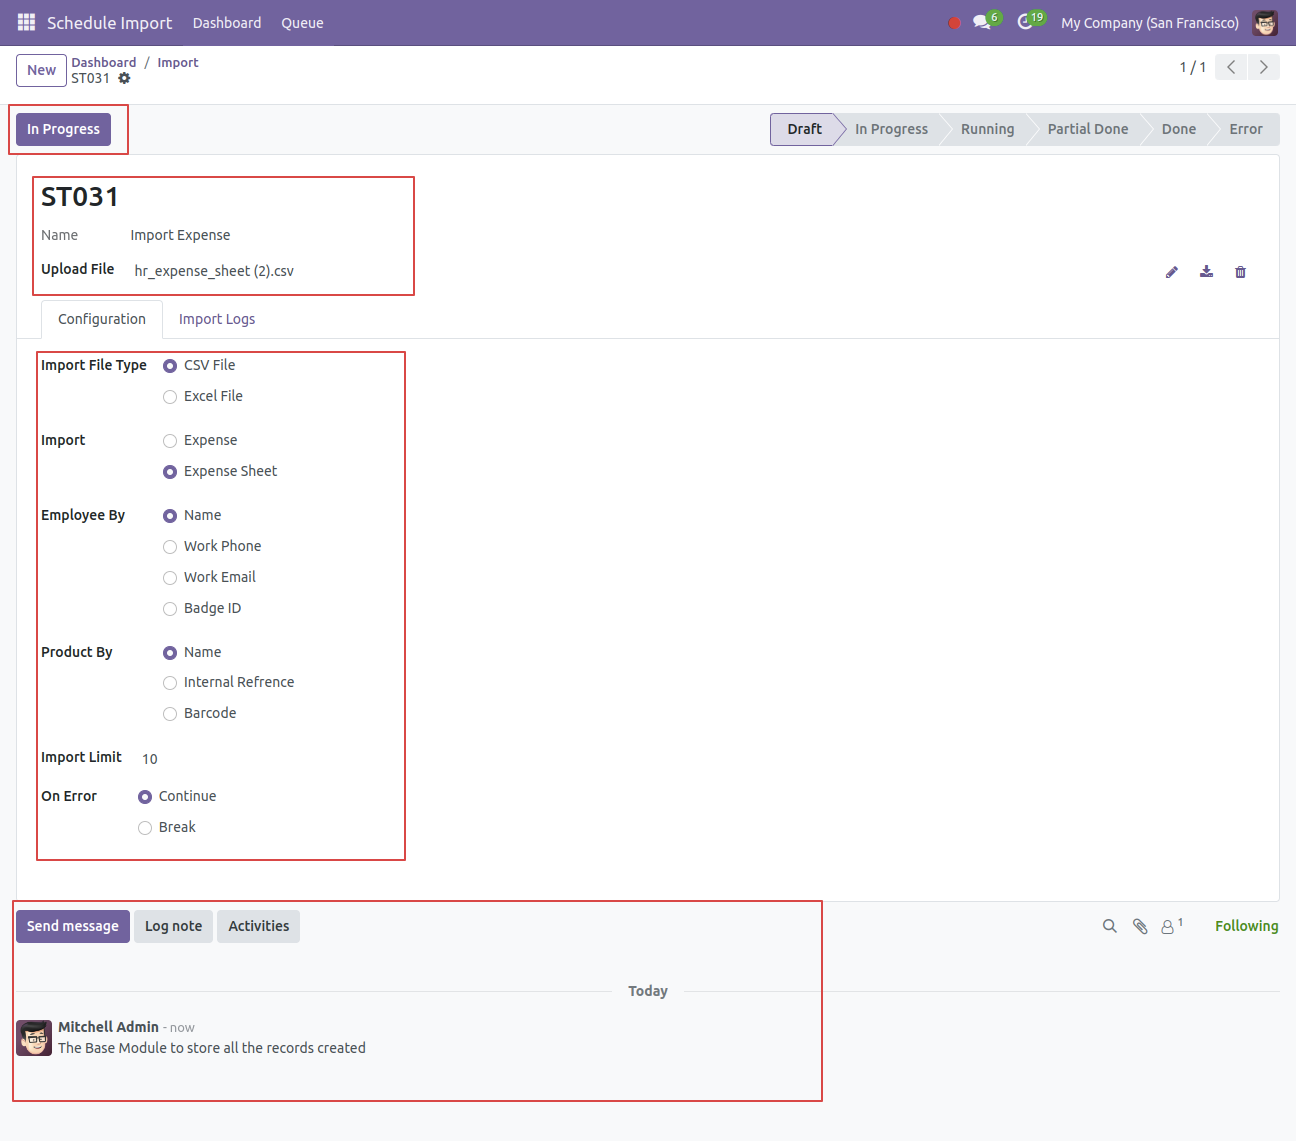 Schedule Import Dashboard Queue 6 19 My Company (San Francisco)
New Dashboard / Import
ST031 1 / 1
In Progress Draft In Progress Running Partial Done Done Error
ST031
Name Import Expense
Upload File hr_expense_sheet (2).csv
Configuration Import Logs
Import File Type CSV File
Excel File
Import Expense
Expense Sheet
Employee By Name
Work Phone
Work Email
Badge ID
Product By Name
Internal Refrence
Barcode
Import Limit 10
On Error Continue
Break
Send message Log note Activities 1 Following
Today
Mitchell Admin - now
The Base Module to store all the records created